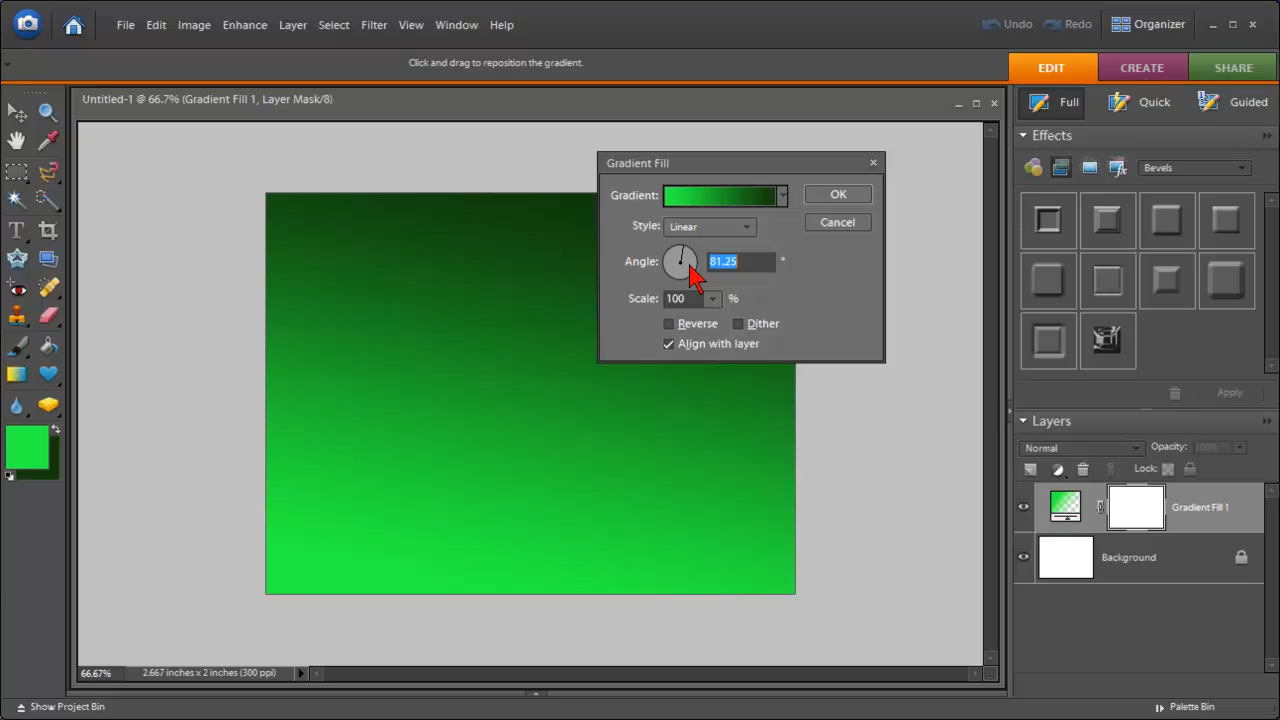 File Edit Image Enhance Layer Select Filter View Window Help Undo Redo Organizer
Click and drag to reposition the gradient.
EDIT CREATE SHARE
Full Quick Guided
Untitled-1 @ 66.7% (Gradient Fill 1, Layer Mask/8)
Effects
Bevels
Gradient Fill
Gradient: OK
Style: Linear Cancel
Angle: 81.25 °
Scale: 100 %
Reverse Dither
Align with layer
Apply
Layers
Normal Opacity: 100%
Lock:
Gradient Fill 1
Background
66.67% 2.667 inches x 2 inches (300 ppi)
Show Project Bin Palette Bin